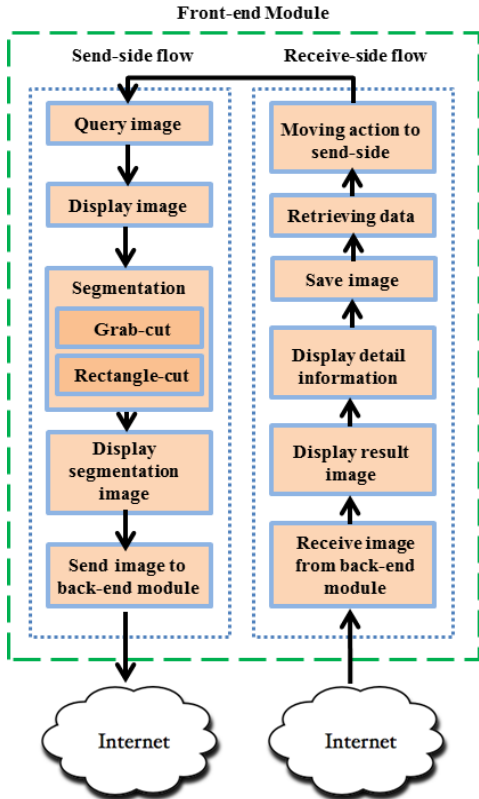 Front-end Module
Send-side flow
Query image
Display image
Segmentation
Grab-cut
Rectangle-cut
Display
segmentation
image
Send image to
back-end module
Internet
Receive-side flow
Moving action to
send-side
Retrieving data
Save image
Display detail
information
Display result
image
Receive image
from back-end
module
Internet